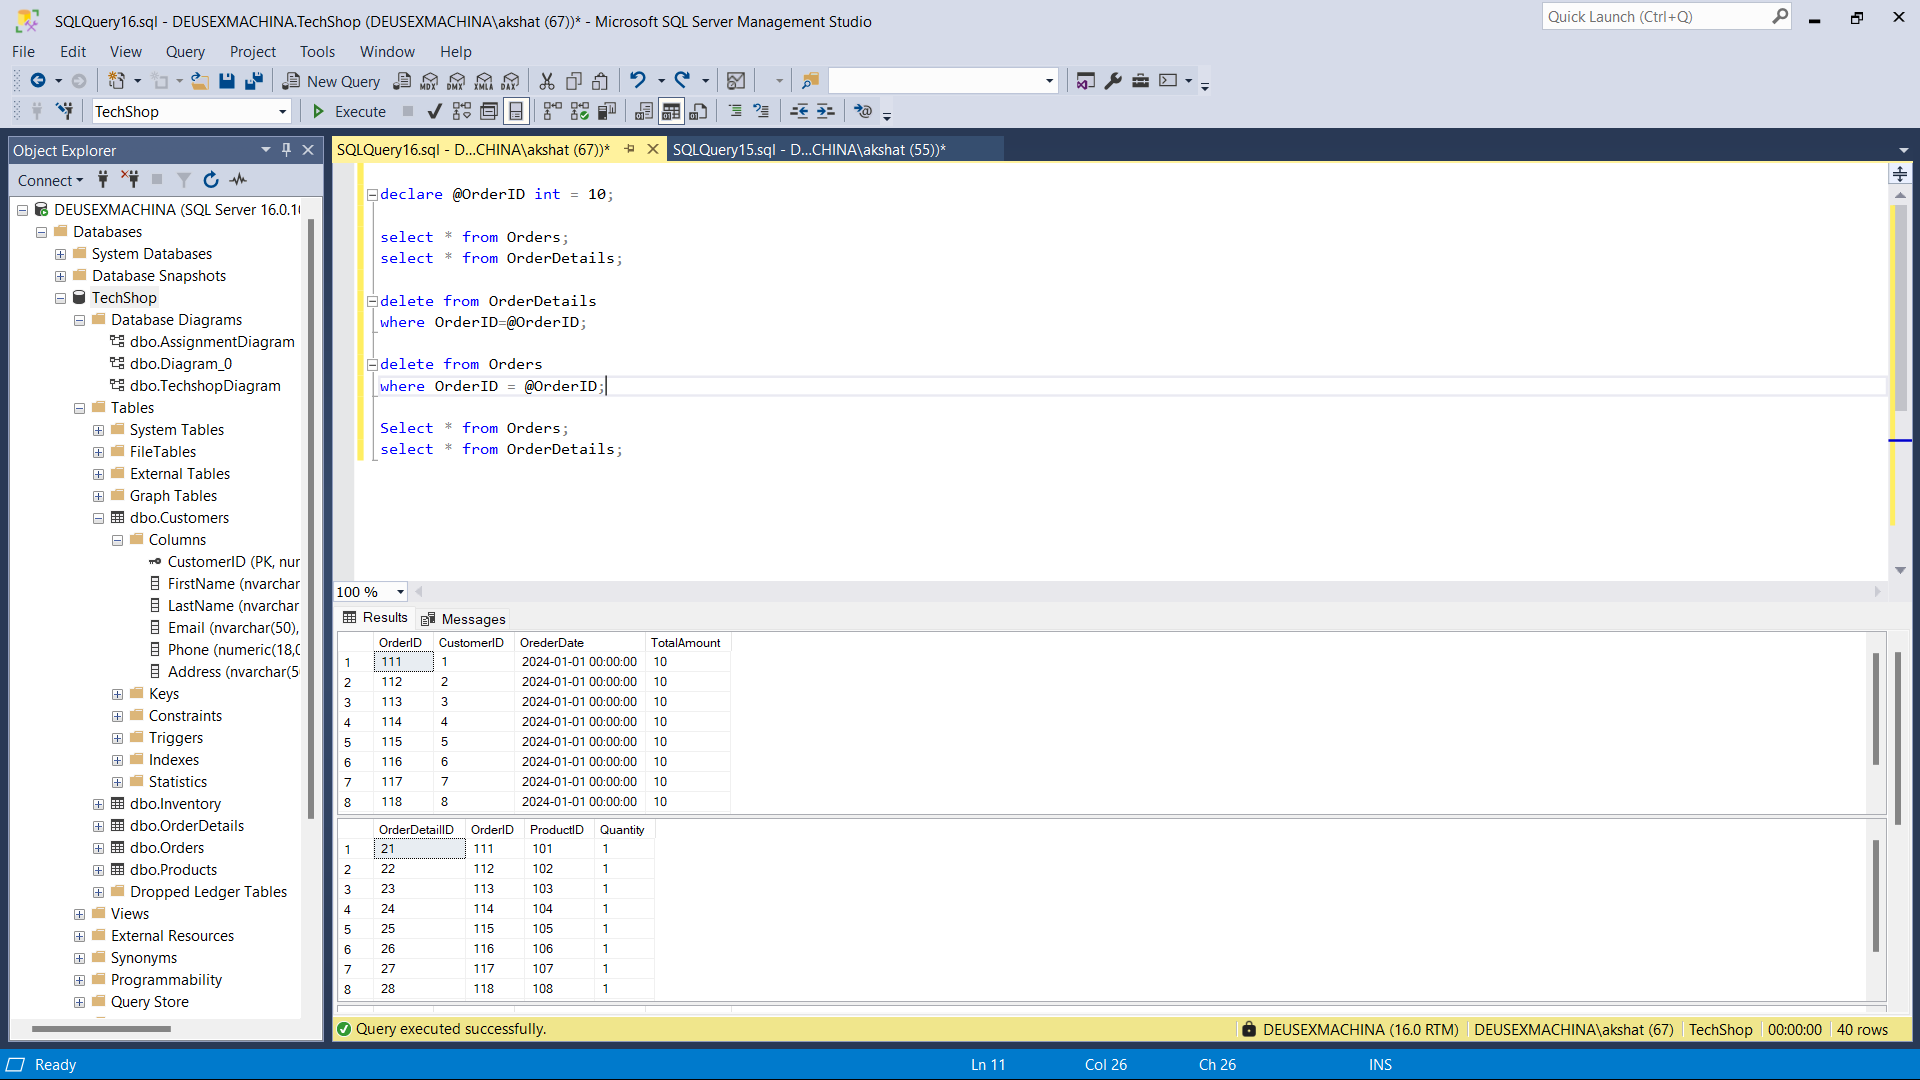 SQLQuery16.sql - DEUSEXMACHINA.TechShop (DEUSEXMACHINA\akshat (67))* - Microsoft SQL Server Management Studio
Quick Launch (Ctrl+Q)
File Edit View Query Project Tools Window Help
New Query MDX DMX XMLA DAX
TechShop Execute
Object Explorer
Connect
DEUSEXMACHINA (SQL Server 16.0.10
Databases
System Databases
Database Snapshots
TechShop
Database Diagrams
dbo.AssignmentDiagram
dbo.Diagram_0
dbo.TechshopDiagram
Tables
System Tables
FileTables
External Tables
Graph Tables
dbo.Customers
Columns
CustomerID (PK, nur
FirstName (nvarchar
LastName (nvarchar
Email (nvarchar(50),
Phone (numeric(18,0
Address (nvarchar(5
Keys
Constraints
Triggers
Indexes
Statistics
dbo.Inventory
dbo.OrderDetails
dbo.Orders
dbo.Products
Dropped Ledger Tables
Views
External Resources
Synonyms
Programmability
Query Store
SQLQuery16.sql - D...CHINA\akshat (67))* SQLQuery15.sql - D...CHINA\akshat (55))*
declare @OrderID int = 10;
select * from Orders;
select * from OrderDetails;
delete from OrderDetails
where OrderID=@OrderID;
delete from Orders
where OrderID = @OrderID;
Select * from Orders;
select * from OrderDetails;
100 %
Results Messages
OrderID CustomerID OrederDate TotalAmount
1 111 1 2024-01-01 00:00:00 10
2 112 2 2024-01-01 00:00:00 10
3 113 3 2024-01-01 00:00:00 10
4 114 4 2024-01-01 00:00:00 10
5 115 5 2024-01-01 00:00:00 10
6 116 6 2024-01-01 00:00:00 10
7 117 7 2024-01-01 00:00:00 10
8 118 8 2024-01-01 00:00:00 10
OrderDetailID OrderID ProductID Quantity
1 21 111 101 1
2 22 112 102 1
3 23 113 103 1
4 24 114 104 1
5 25 115 105 1
6 26 116 106 1
7 27 117 107 1
8 28 118 108 1
Query executed successfully. DEUSEXMACHINA (16.0 RTM) DEUSEXMACHINA\akshat (67) TechShop 00:00:00 40 rows
Ready Ln 11 Col 26 Ch 26 INS